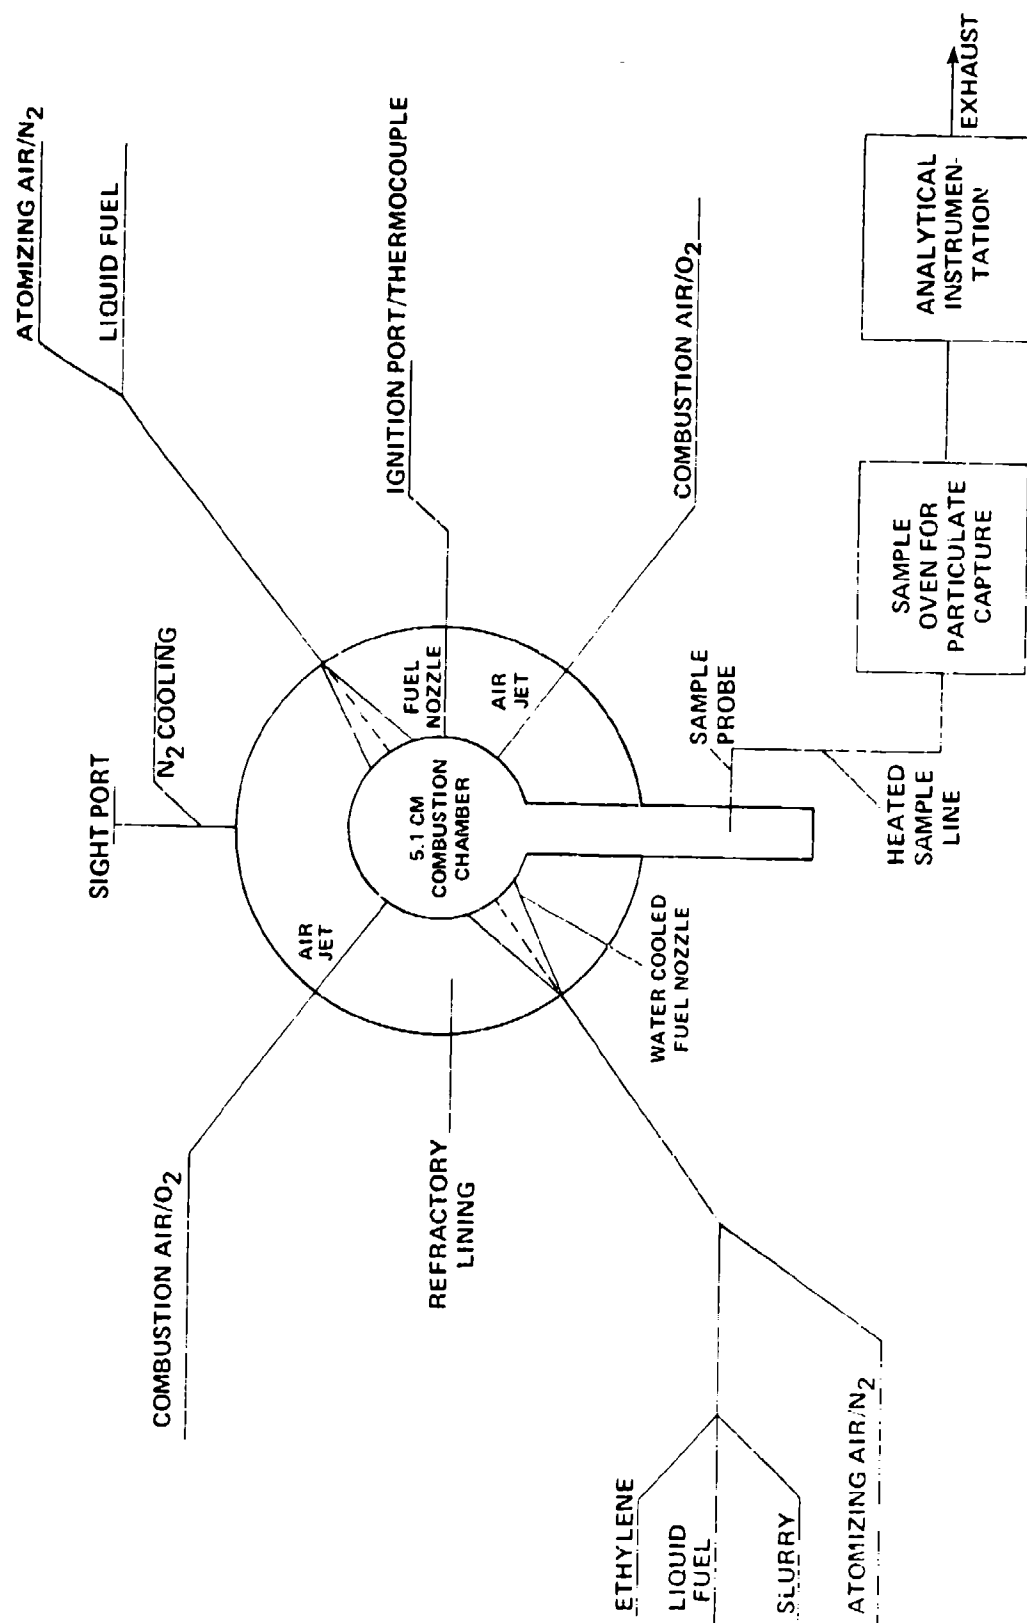 ATOMIZING AIR/N2
LIQUID FUEL
IGNITION PORT/THERMOCOUPLE
COMBUSTION AIR/O2
EXHAUST
ANALYTICAL
INSTRUMEN-
TATION
SAMPLE
OVEN FOR
PARTICULATE
CAPTURE
SIGHT PORT
N2 COOLING
FUEL
NOZZLE
AIR
JET
SAMPLE
PROBE
5.1 CM
COMBUSTION
CHAMBER
HEATED
SAMPLE
LINE
AIR
JET
WATER COOLED
FUEL NOZZLE
COMBUSTION AIR/O2
REFRACTORY
LINING
ETHYLENE
LIQUID
FUEL
SLURRY
ATOMIZING AIR/N2